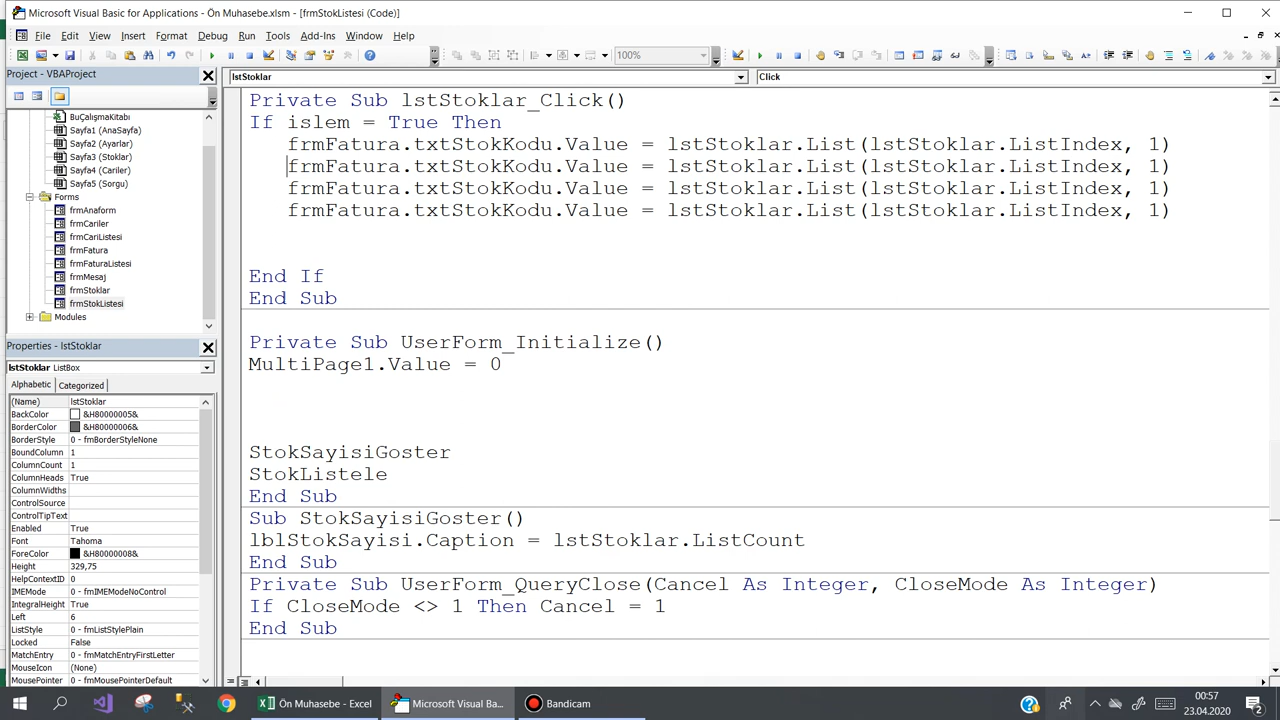 Microsoft Visual Basic for Applications - Ön Muhasebe.xlsm - [frmStokListesi (Code)]
File Edit View Insert Format Debug Run Tools Add-Ins Window Help
100%
Project - VBAProject
BuÇalışmaKitabı
Sayfa1 (AnaSayfa)
Sayfa2 (Ayarlar)
Sayfa3 (Stoklar)
Sayfa4 (Cariler)
Sayfa5 (Sorgu)
Forms
frmAnaform
frmCariler
frmCariListesi
frmFatura
frmFaturaListesi
frmMesaj
frmStoklar
frmStokListesi
Modules
Properties - lstStoklar
lstStoklar ListBox
Alphabetic Categorized
(Name) lstStoklar
BackColor &H80000005&
BorderColor &H80000006&
BorderStyle 0 - fmBorderStyleNone
BoundColumn 1
ColumnCount 1
ColumnHeads True
ColumnWidths
ControlSource
ControlTipText
Enabled True
Font Tahoma
ForeColor &H80000008&
Height 329,75
HelpContextID 0
IMEMode 0 - fmIMEModeNoControl
IntegralHeight True
Left 6
ListStyle 0 - fmListStylePlain
Locked False
MatchEntry 0 - fmMatchEntryFirstLetter
MouseIcon (None)
MousePointer 0 - fmMousePointerDefault
lstStoklar
Click
Private Sub lstStoklar_Click()
If islem = True Then
frmFatura.txtStokKodu.Value = lstStoklar.List(lstStoklar.ListIndex, 1)
frmFatura.txtStokKodu.Value = lstStoklar.List(lstStoklar.ListIndex, 1)
frmFatura.txtStokKodu.Value = lstStoklar.List(lstStoklar.ListIndex, 1)
frmFatura.txtStokKodu.Value = lstStoklar.List(lstStoklar.ListIndex, 1)
End If
End Sub
Private Sub UserForm_Initialize()
MultiPage1.Value = 0
StokSayisiGoster
StokListele
End Sub
Sub StokSayisiGoster()
lblStokSayisi.Caption = lstStoklar.ListCount
End Sub
Private Sub UserForm_QueryClose(Cancel As Integer, CloseMode As Integer)
If CloseMode <> 1 Then Cancel = 1
End Sub
Ön Muhasebe - Excel
Microsoft Visual Ba...
Bandicam
00:57
23.04.2020
2